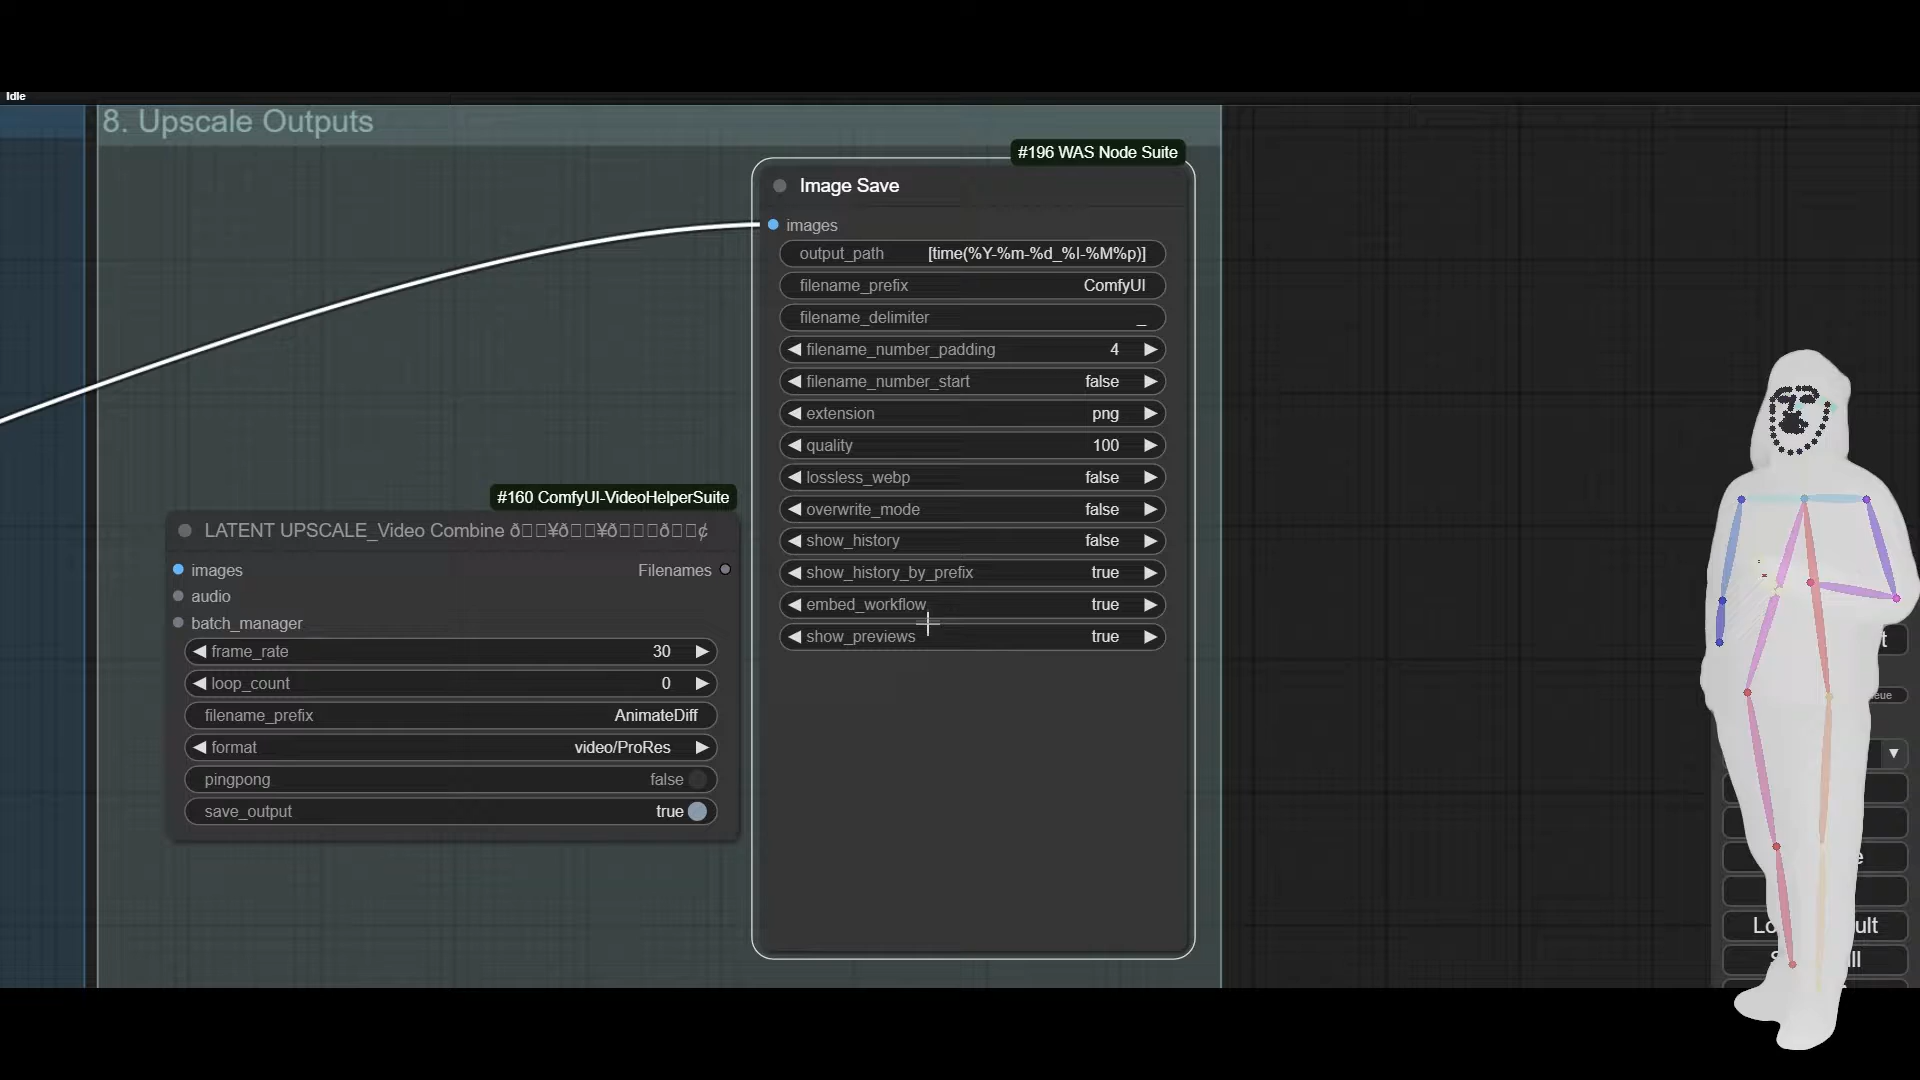 Idle
8. Upscale Outputs
#196 WAS Node Suite
Image Save
images
output_path [time(%Y-%m-%d_%I-%M%p)]
filename_prefix ComfyUI
filename_delimiter _
filename_number_padding 4
filename_number_start false
extension png
quality 100
lossless_webp false
overwrite_mode false
show_history false
show_history_by_prefix true
embed_workflow true
show_previews true
#160 ComfyUI-VideoHelperSuite
LATENT UPSCALE_Video Combine
images Filenames
audio
batch_manager
frame_rate 30
loop_count 0
filename_prefix AnimateDiff
format video/ProRes
pingpong false
save_output true